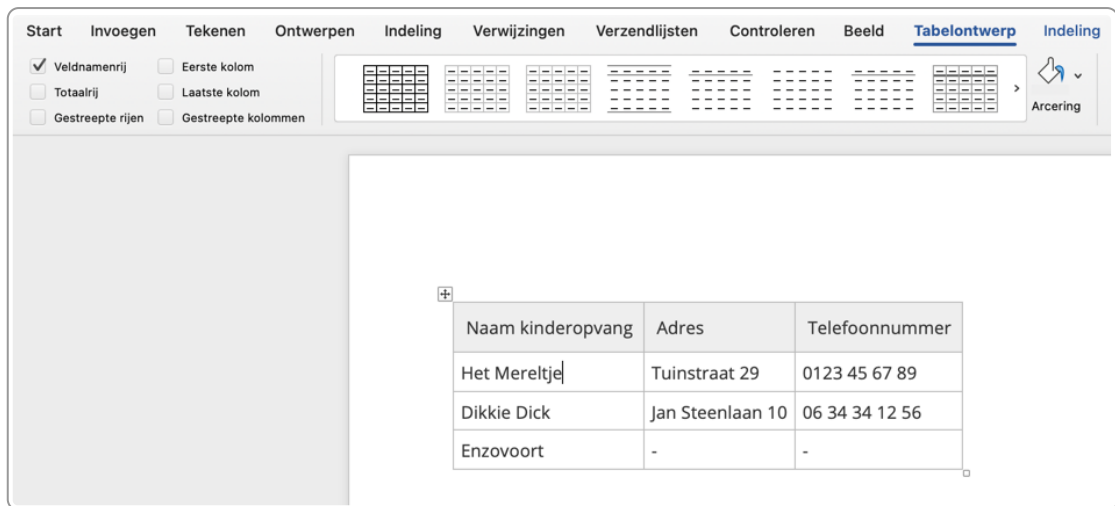 Start Invoegen Tekenen Ontwerpen Indeling Verwijzingen Verzendlijsten Controleren Beeld Tabelontwerp Indeling
Veldnamenrij Eerste kolom
Totaalrij Laatste kolom
Gestreepte rijen Gestreepte kolommen
Arcering
Naam kinderopvang Adres Telefoonnummer
Het Mereltje Tuinstraat 29 0123 45 67 89
Dikkie Dick Jan Steenlaan 10 06 34 34 12 56
Enzovoort - -